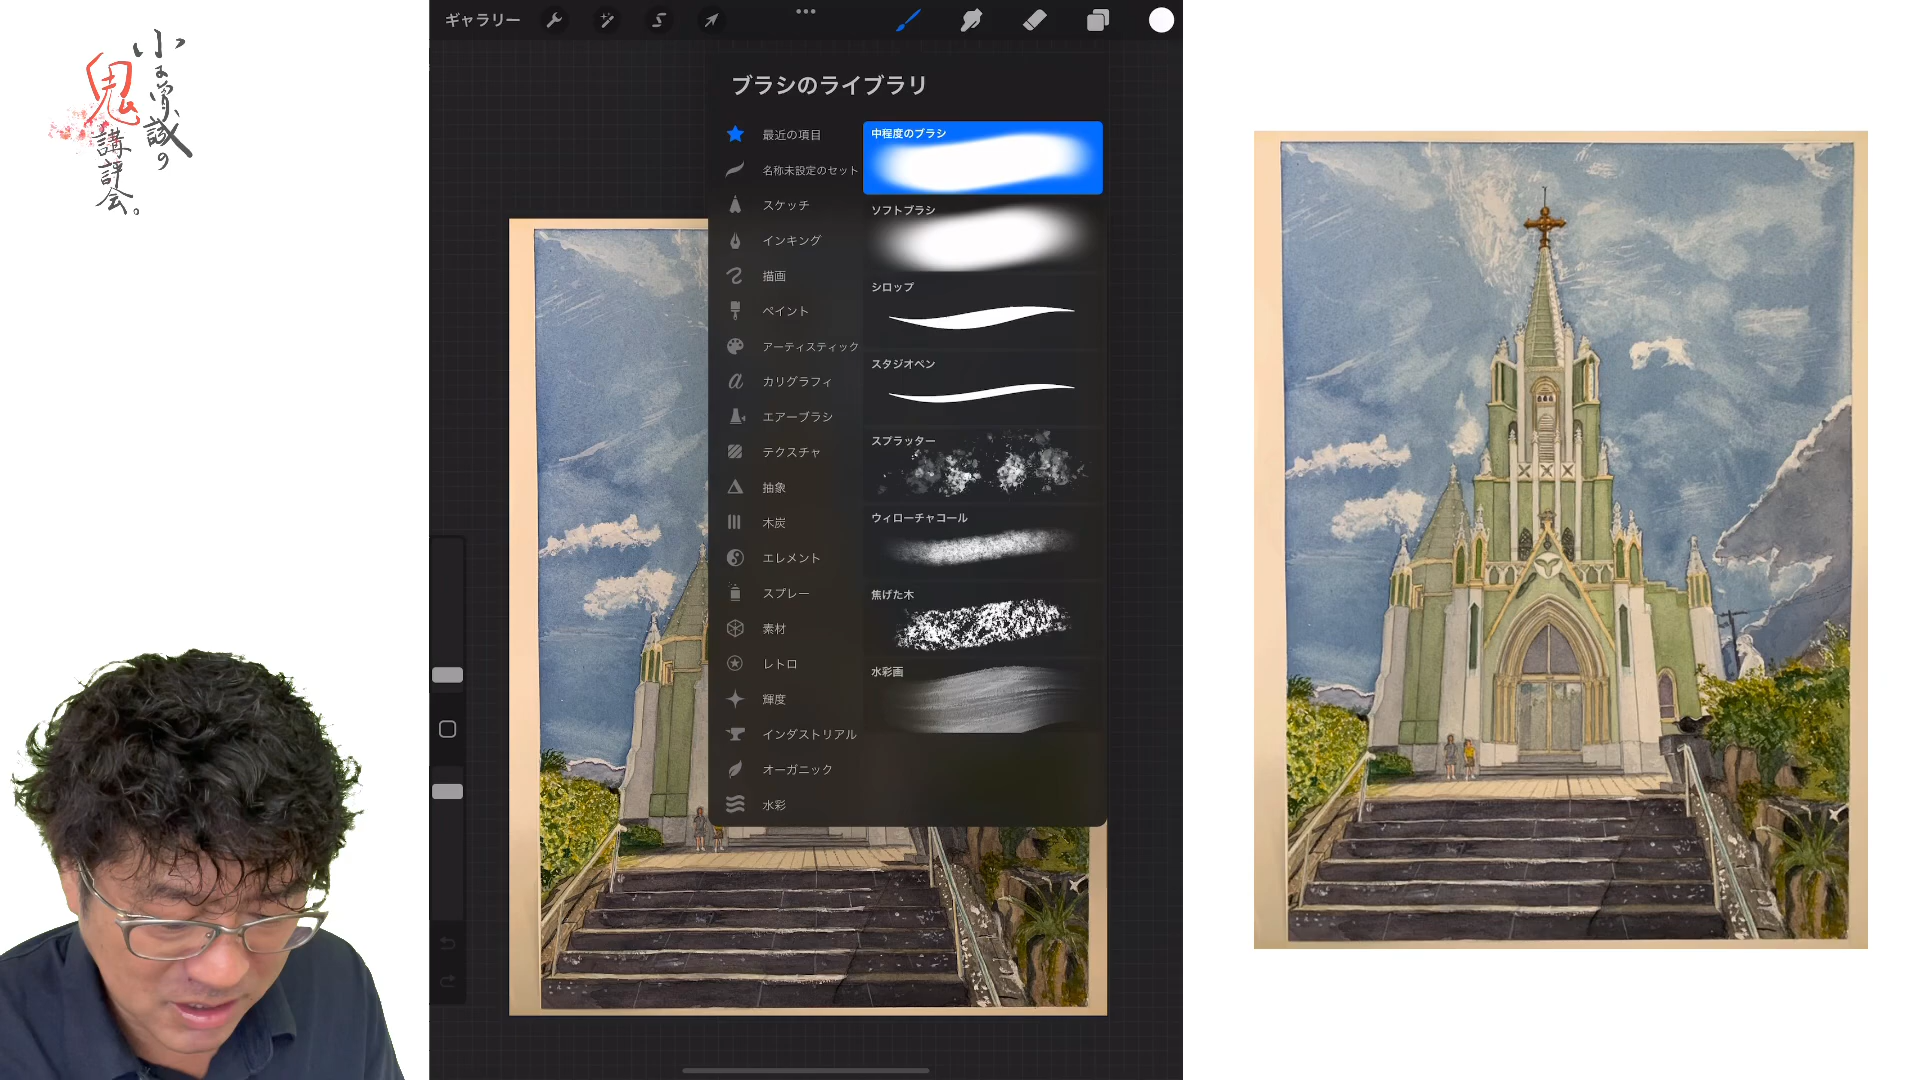 小笠原誠の
鬼
講評会。
ギャラリー
ブラシのライブラリ
最近の項目
名称未設定のセット
スケッチ
インキング
描画
ペイント
アーティスティック
カリグラフィ
エアーブラシ
テクスチャ
抽象
木炭
エレメント
スプレー
素材
レトロ
輝度
インダストリアル
オーガニック
水彩
中程度のブラシ
ソフトブラシ
シロップ
スタジオペン
スプラッター
ウィローチャコール
焦げた木
水彩画